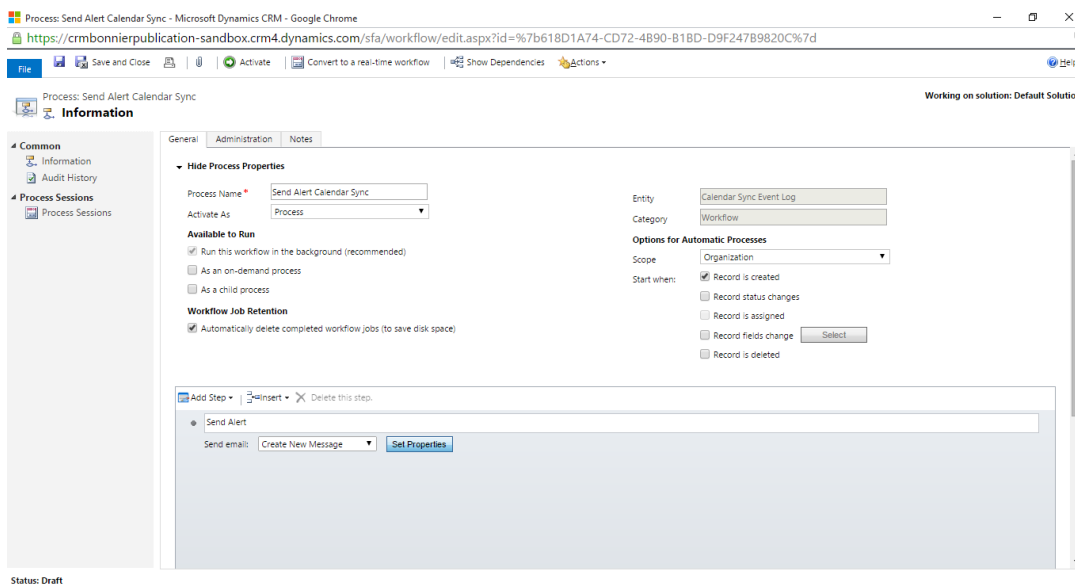 Process: Send Alert Calendar Sync - Microsoft Dynamics CRM - Google Chrome
https://crmbonnierpublication-sandbox.crm4.dynamics.com/sfa/workflow/edit.aspx?id=%7b618D1A74-CD72-4B90-B1BD-D9F247B9820C%7d
File Save and Close Activate Convert to a real-time workflow Show Dependencies Actions Help
Process: Send Alert Calendar Sync
Information
Working on solution: Default Solutio
Common
Information
Audit History
Process Sessions
Process Sessions
General Administration Notes
Hide Process Properties
Process Name * Send Alert Calendar Sync
Activate As Process
Available to Run
Run this workflow in the background (recommended)
As an on-demand process
As a child process
Workflow Job Retention
Automatically delete completed workflow jobs (to save disk space)
Entity Calendar Sync Event Log
Category Workflow
Options for Automatic Processes
Scope Organization
Start when: Record is created
Record status changes
Record is assigned
Record fields change Select
Record is deleted
Add Step Insert Delete this step.
Send Alert
Send email: Create New Message Set Properties
Status: Draft